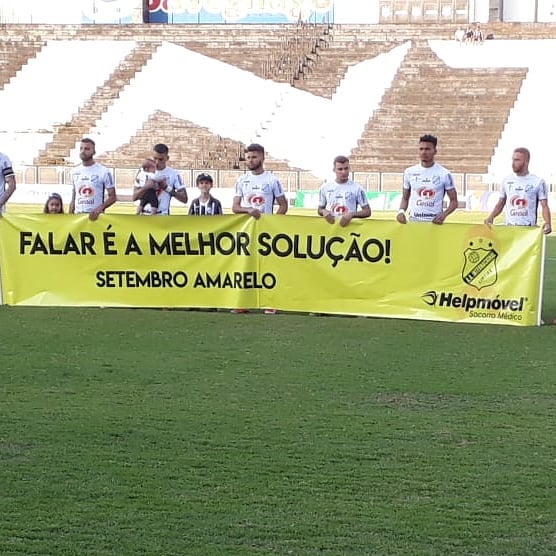 FALAR É A MELHOR SOLUÇÃO!
SETEMBRO AMARELO
Helpmóvel
Socorro Médico